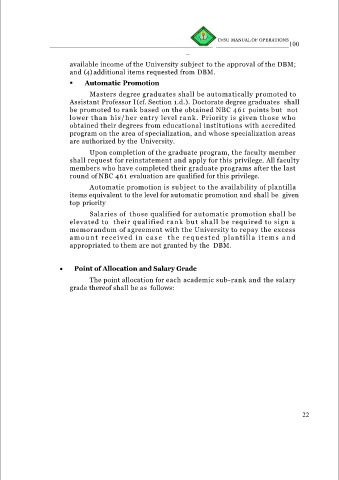 DMSU MANUAL OF OPERATIONS
100
available income of the University subject to the approval of the DBM;
and (4) additional items requested from DBM.
▪ Automatic Promotion
Masters degree graduates shall be automatically promoted to
Assistant Professor I(cf. Section 1.d.). Doctorate degree graduates shall
be promoted to rank based on the obtained NBC 461 points but not
lower than his/her entry level rank. Priority is given those who
obtained their degrees from educational institutions with accredited
program on the area of specialization, and whose specialization areas
are authorized by the University.
Upon completion of the graduate program, the faculty member
shall request for reinstatement and apply for this privilege. All faculty
members who have completed their graduate programs after the last
round of NBC 461 evaluation are qualified for this privilege.
Automatic promotion is subject to the availability of plantilla
items equivalent to the level for automatic promotion and shall be given
top priority
Salaries of those qualified for automatic promotion shall be
elevated to their qualified rank but shall be required to sign a
memorandum of agreement with the University to repay the excess
amount received in case the requested plantilla items and
appropriated to them are not granted by the DBM.
• Point of Allocation and Salary Grade
The point allocation for each academic sub-rank and the salary
grade thereof shall be as follows:
22